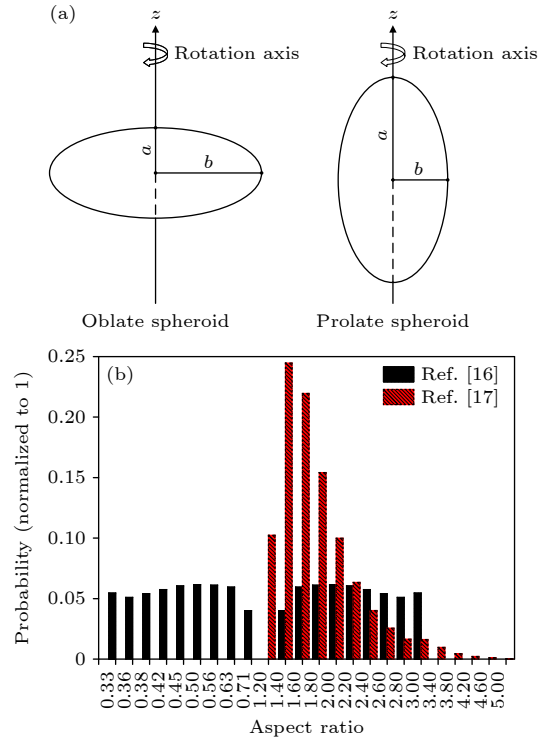 (a)
z
z
Rotation axis
Rotation axis
a
b
a
b
Oblate spheroid
Prolate spheroid
(b)
Ref. [16]
Ref. [17]
Probability (normalized to 1)
0.25
0.20
0.15
0.10
0.05
0
0.33
0.36
0.38
0.42
0.45
0.50
0.56
0.63
0.71
1.20
1.40
1.60
1.80
2.00
2.20
2.40
2.60
2.80
3.00
3.40
3.80
4.20
4.60
5.00
Aspect ratio